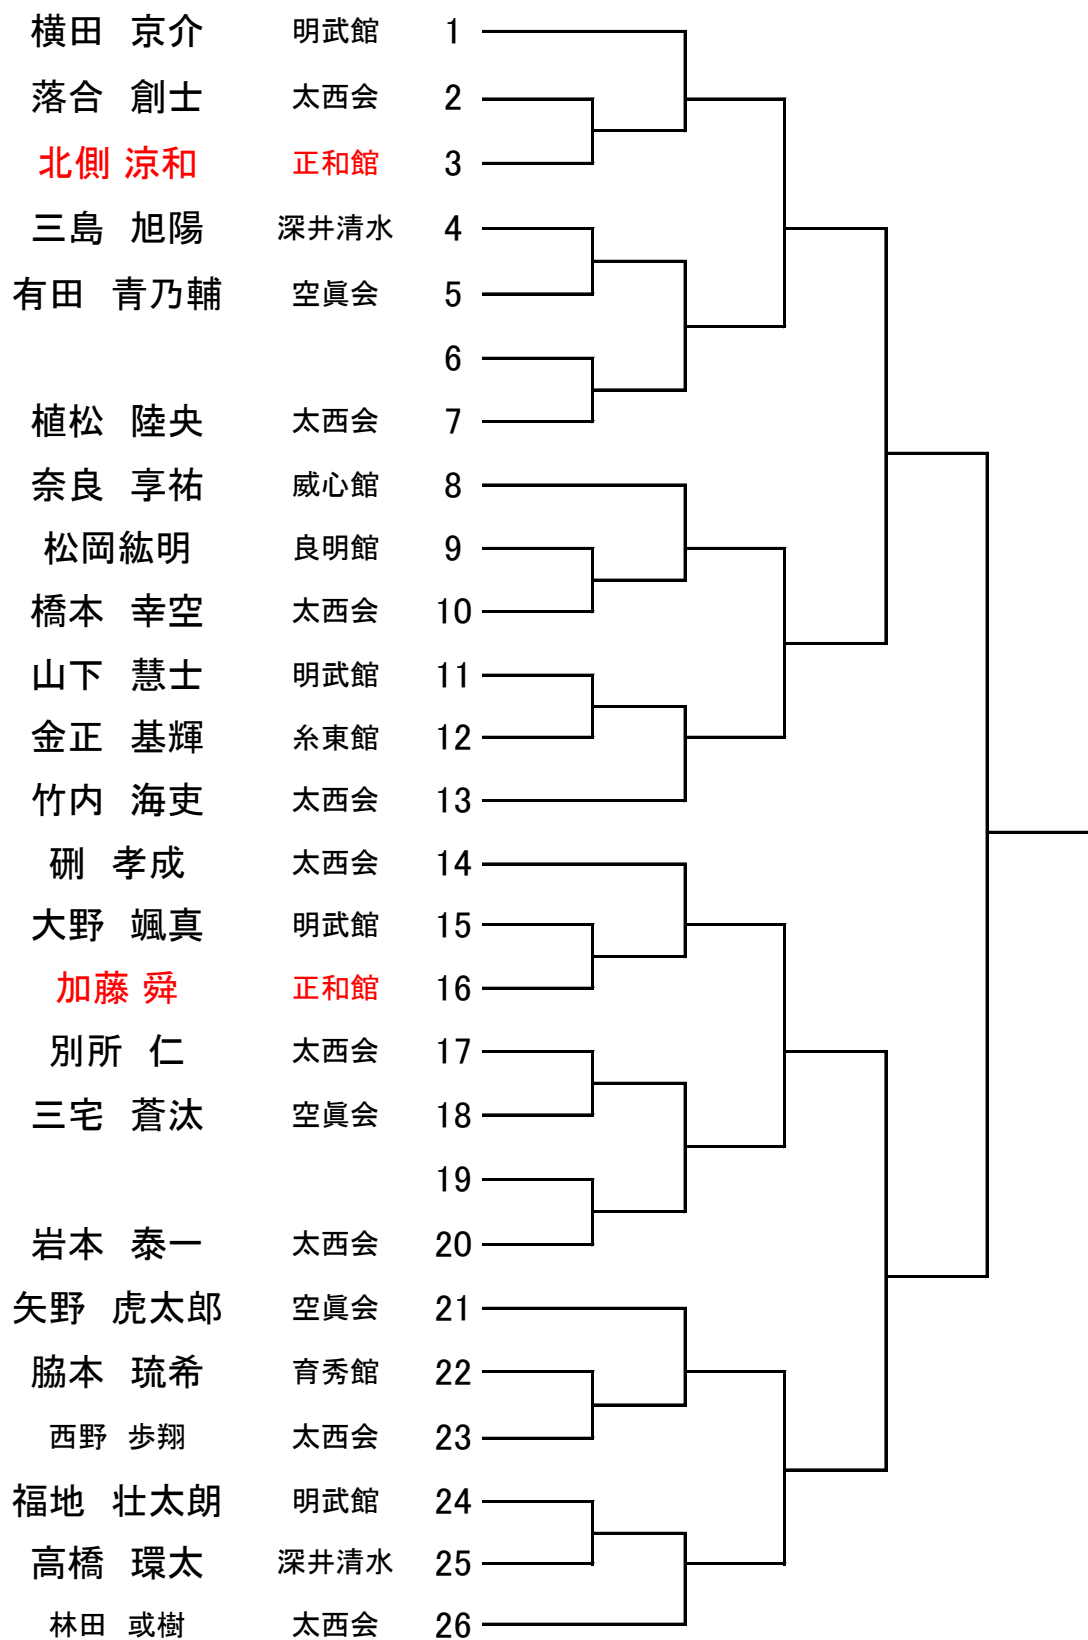 横田 京介 明武館 1
落合 創士 太西会 2
北側 涼和 正和館 3
三島 旭陽 深井清水 4
有田 青乃輔 空眞会 5
6
植松 陸央 太西会 7
奈良 享祐 威心館 8
松岡紘明 良明館 9
橋本 幸空 太西会 10
山下 慧士 明武館 11
金正 基輝 糸東館 12
竹内 海吏 太西会 13
硎 孝成 太西会 14
大野 颯真 明武館 15
加藤 舜 正和館 16
別所 仁 太西会 17
三宅 蒼汰 空眞会 18
19
岩本 泰一 太西会 20
矢野 虎太郎 空眞会 21
脇本 琉希 育秀館 22
西野 歩翔 太西会 23
福地 壮太朗 明武館 24
高橋 環太 深井清水 25
林田 或樹 太西会 26